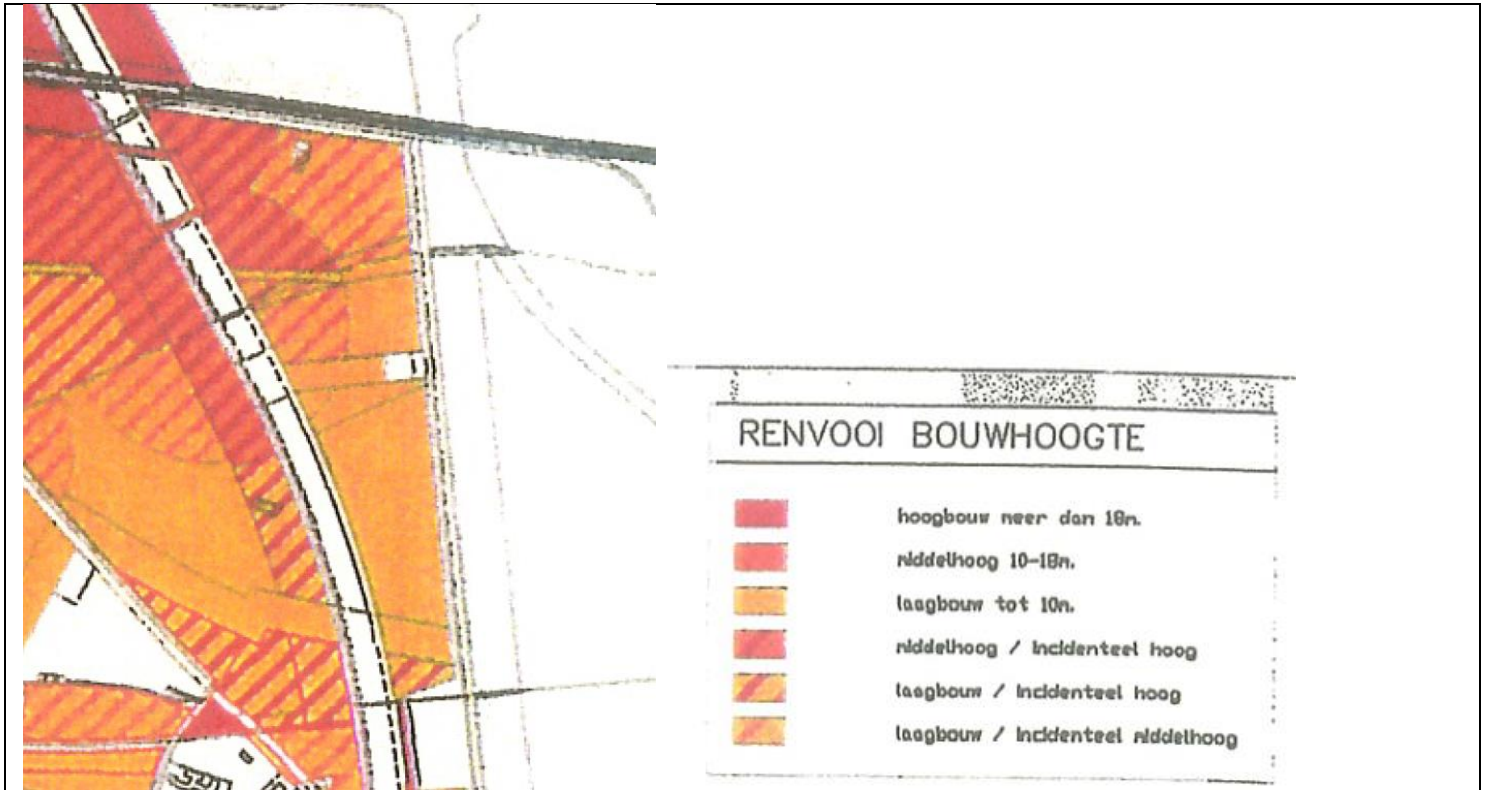 RENVOOI BOUWHOOGTE
hoogbouw meer dan 18m.
middelhoog 10-18m.
laagbouw tot 10m.
middelhoog / incidenteel hoog
laagbouw / incidenteel hoog
laagbouw / incidenteel middelhoog